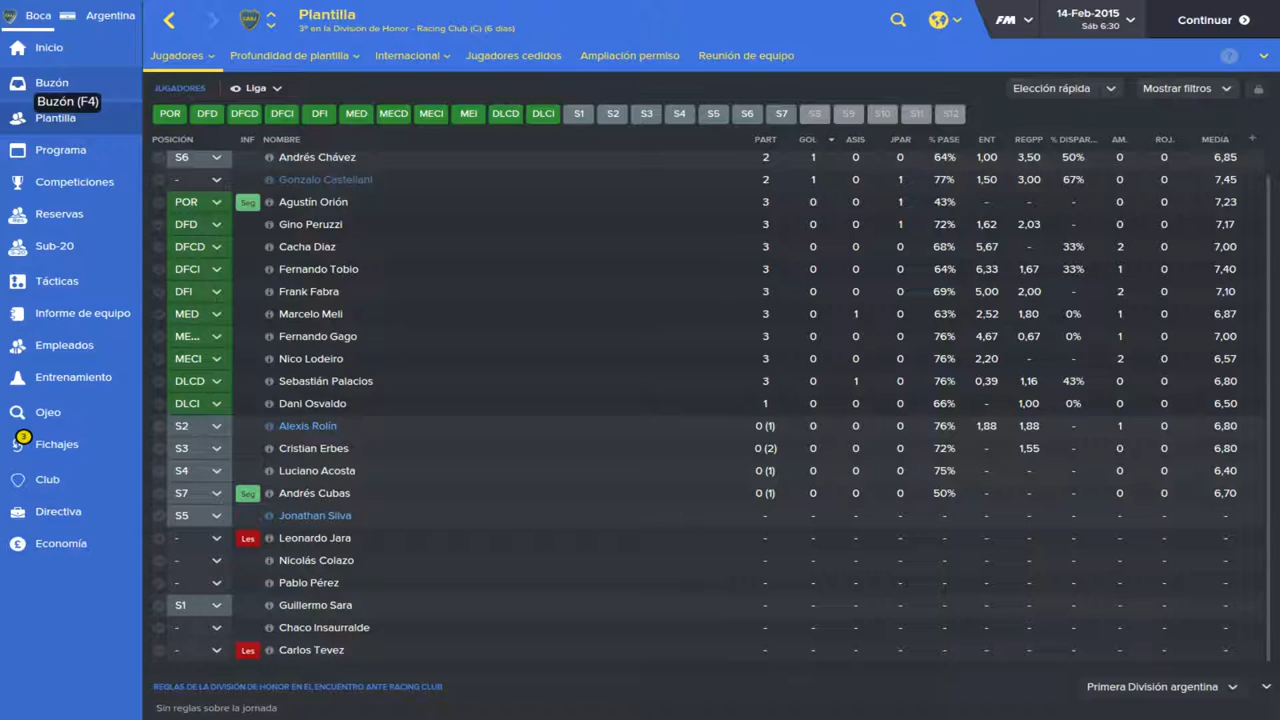 Boca Argentina
Plantilla
3º en la Division de Honor - Racing Club (C) (6 días)
FM
14-Feb-2015
Sáb 6:30
Continuar
Inicio
Buzón
Buzón (F4)
Plantilla
Programa
Competiciones
Reservas
Sub-20
Tácticas
Informe de equipo
Empleados
Entrenamiento
Ojeo
3
Fichajes
Club
Directiva
Economía
Jugadores Profundidad de plantilla Internacional Jugadores cedidos Ampliación permiso Reunión de equipo ?
JUGADORES Liga Elección rápida Mostrar filtros
POR DFD DFCD DFCI DFI MED MECD MECI MEI DLCD DLCI S1 S2 S3 S4 S5 S6 S7 S8 S9 S10 S11 S12
POSICIÓN INF NOMBRE PART GOL ASIS JPAR % PASE ENT REGPP % DISPAR... AM. ROJ. MEDIA +
S6 Andrés Chávez 2 1 0 0 64% 1,00 3,50 50% 0 0 6,85
- Gonzalo Castellani 2 1 0 1 77% 1,50 3,00 67% 0 0 7,45
POR Seg Agustín Orión 3 0 0 1 43% - - - 0 0 7,23
DFD Gino Peruzzi 3 0 0 1 72% 1,62 2,03 - 0 0 7,17
DFCD Cacha Diaz 3 0 0 0 68% 5,67 - 33% 2 0 7,00
DFCI Fernando Tobio 3 0 0 0 64% 6,33 1,67 33% 1 0 7,40
DFI Frank Fabra 3 0 0 0 69% 5,00 2,00 - 2 0 7,10
MED Marcelo Meli 3 0 1 0 63% 2,52 1,80 0% 1 0 6,87
ME... Fernando Gago 3 0 0 0 76% 4,67 0,67 0% 1 0 7,00
MECI Nico Lodeiro 3 0 0 0 76% 2,20 - - 2 0 6,57
DLCD Sebastián Palacios 3 0 1 0 76% 0,39 1,16 43% 0 0 6,80
DLCI Dani Osvaldo 1 0 0 0 66% - 1,00 0% 0 0 6,50
S2 Alexis Rolín 0 (1) 0 0 0 76% 1,88 1,88 - 1 0 6,80
S3 Cristian Erbes 0 (2) 0 0 0 72% - 1,55 - 0 0 6,80
S4 Luciano Acosta 0 (1) 0 0 0 75% - - - 0 0 6,40
S7 Seg Andrés Cubas 0 (1) 0 0 0 50% - - - 0 0 6,70
S5 Jonathan Silva - - - - - - - - - - -
- Les Leonardo Jara - - - - - - - - - - -
- Nicolás Colazo - - - - - - - - - - -
- Pablo Pérez - - - - - - - - - - -
S1 Guillermo Sara - - - - - - - - - - -
- Chaco Insaurralde - - - - - - - - - - -
- Les Carlos Tevez - - - - - - - - - - -
REGLAS DE LA DIVISIÓN DE HONOR EN EL ENCUENTRO ANTE RACING CLUB
Primera División argentina
Sin reglas sobre la jornada